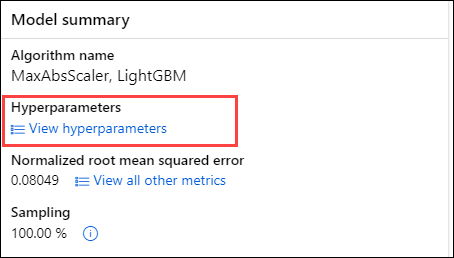 Model summary
Algorithm name
MaxAbsScaler, LightGBM
Hyperparameters
View hyperparameters
Normalized root mean squared error
0.08049 View all other metrics
Sampling
100.00 %